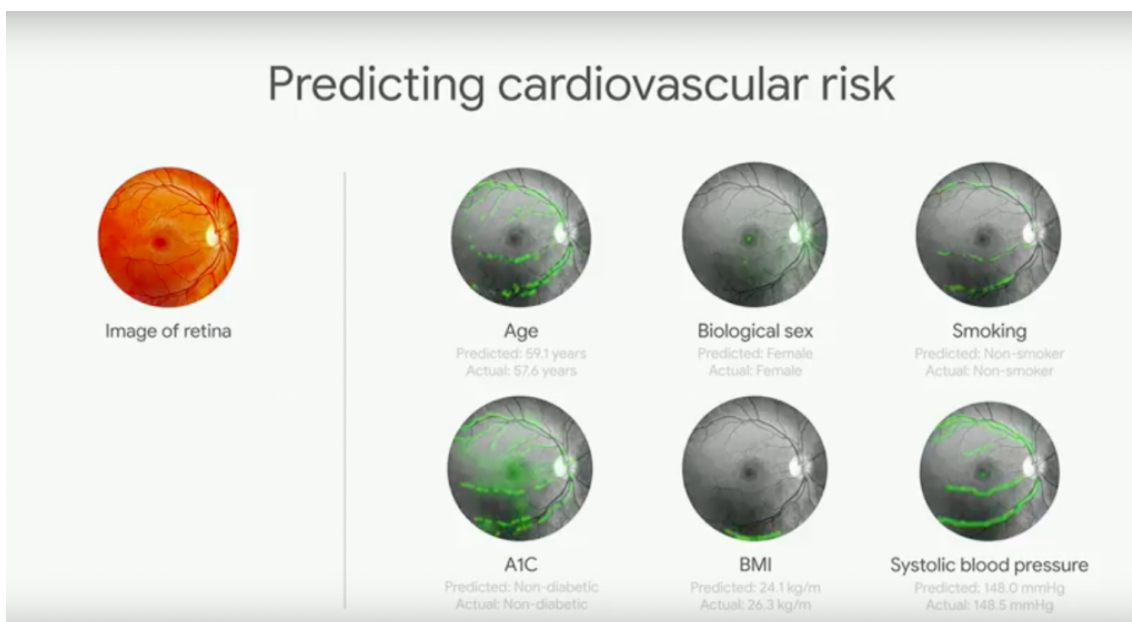 Predicting cardiovascular risk
Image of retina
Age
Predicted: 59.1 years
Actual: 57.6 years
Biological sex
Predicted: Female
Actual: Female
Smoking
Predicted: Non-smoker
Actual: Non-smoker
A1C
Predicted: Non-diabetic
Actual: Non-diabetic
BMI
Predicted: 24.1 kg/m
Actual: 26.3 kg/m
Systolic blood pressure
Predicted: 148.0 mmHg
Actual: 148.5 mmHg